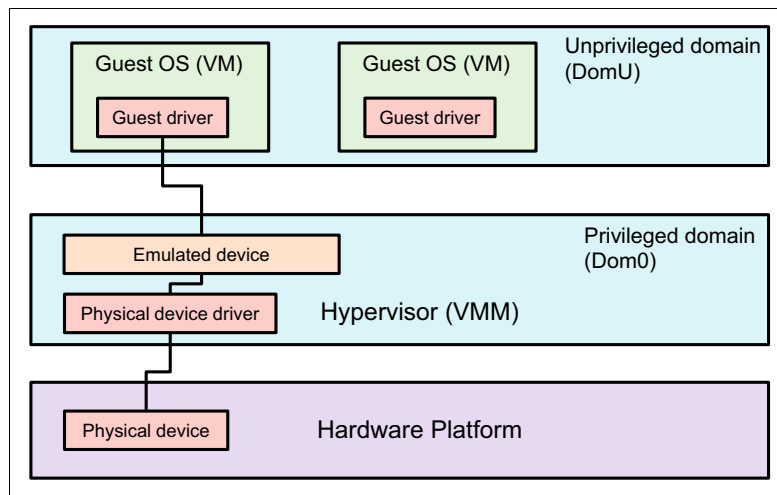 Unprivileged domain
(DomU)
Guest OS (VM)
Guest OS (VM)
Guest driver
Guest driver
Privileged domain
(Dom0)
Emulated device
Physical device driver
Hypervisor (VMM)
Physical device
Hardware Platform